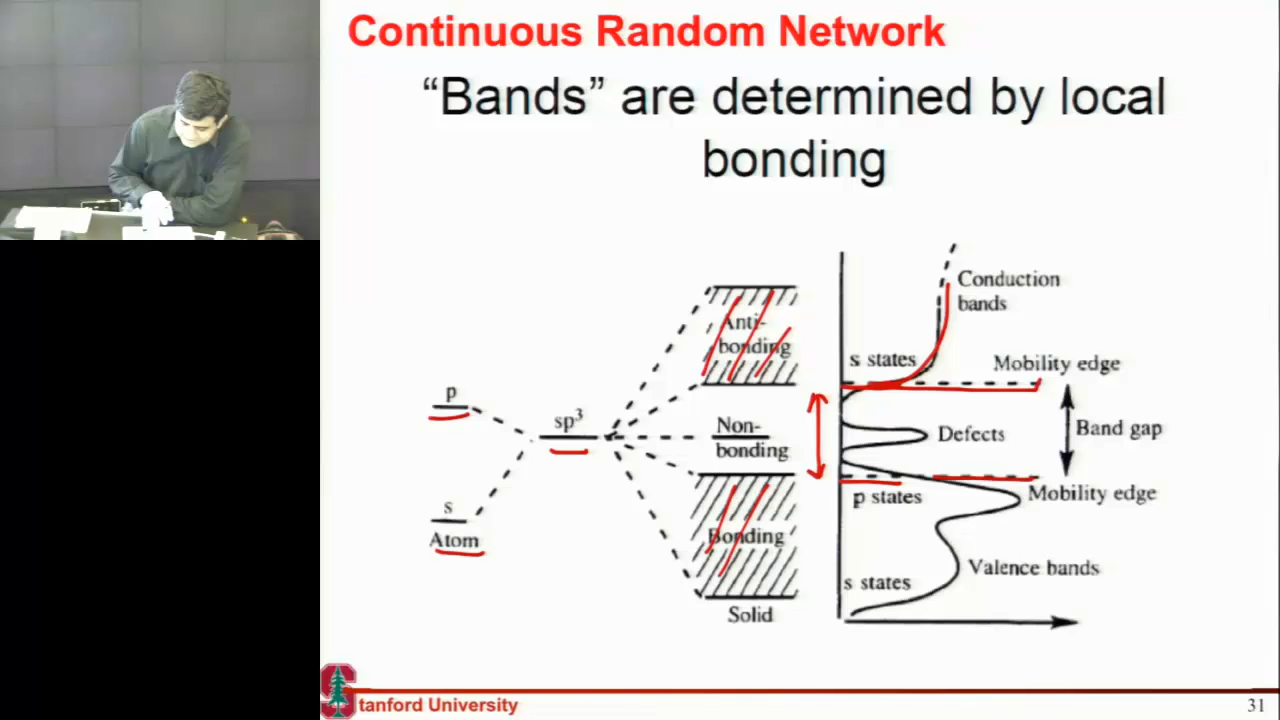 Continuous Random Network
“Bands” are determined by local
bonding
Conduction
bands
Anti-
bonding
s states
Mobility edge
p
sp³
Non-
bonding
Defects
Band gap
s
Atom
p states
Mobility edge
Bonding
s states
Valence bands
Solid
Stanford University
31